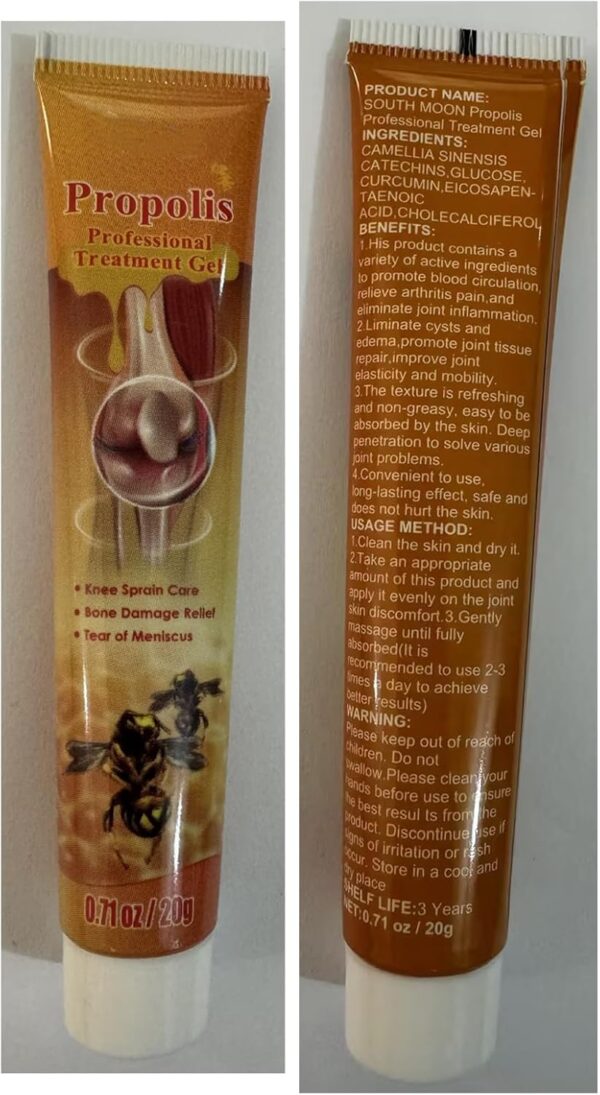 Propolis
Professional
Treatment Gel
• Knee Sprain Care
• Bone Damage Relief
• Tear of Meniscus
0.71 oz / 20g
PRODUCT NAME:
SOUTH MOON Propolis
Professional Treatment Gel
INGREDIENTS:
CAMELLIA SINENSIS
CATECHINS,GLUCOSE,
CURCUMIN,EICOSAPEN-
TAENOIC
ACID,CHOLECALCIFEROL
BENEFITS:
1.His product contains a
variety of active ingredients
to promote blood circulation,
relieve arthritis pain,and
eliminate joint inflammation.
2.Liminate cysts and
edema,promote joint tissue
repair,improve joint
elasticity and mobility.
3.The texture is refreshing
and non-greasy, easy to be
absorbed by the skin. Deep
penetration to solve various
joint problems.
4.Convenient to use,
long-lasting effect, safe and
does not hurt the skin.
USAGE METHOD:
1.Clean the skin and dry it.
2.Take an appropriate
amount of this product and
apply it evenly on the joint
skin discomfort.3.Gently
massage until fully
absorbed(It is
recommended to use 2-3
times a day to achieve
better results)
WARNING:
Please keep out of reach of
children. Do not
swallow.Please clean your
hands before use to ensure
the best resul ts from the
product. Discontinue use if
signs of irritation or rash
occur. Store in a cool and
dry place
SHELF LIFE:3 Years
NET:0.71 oz / 20g